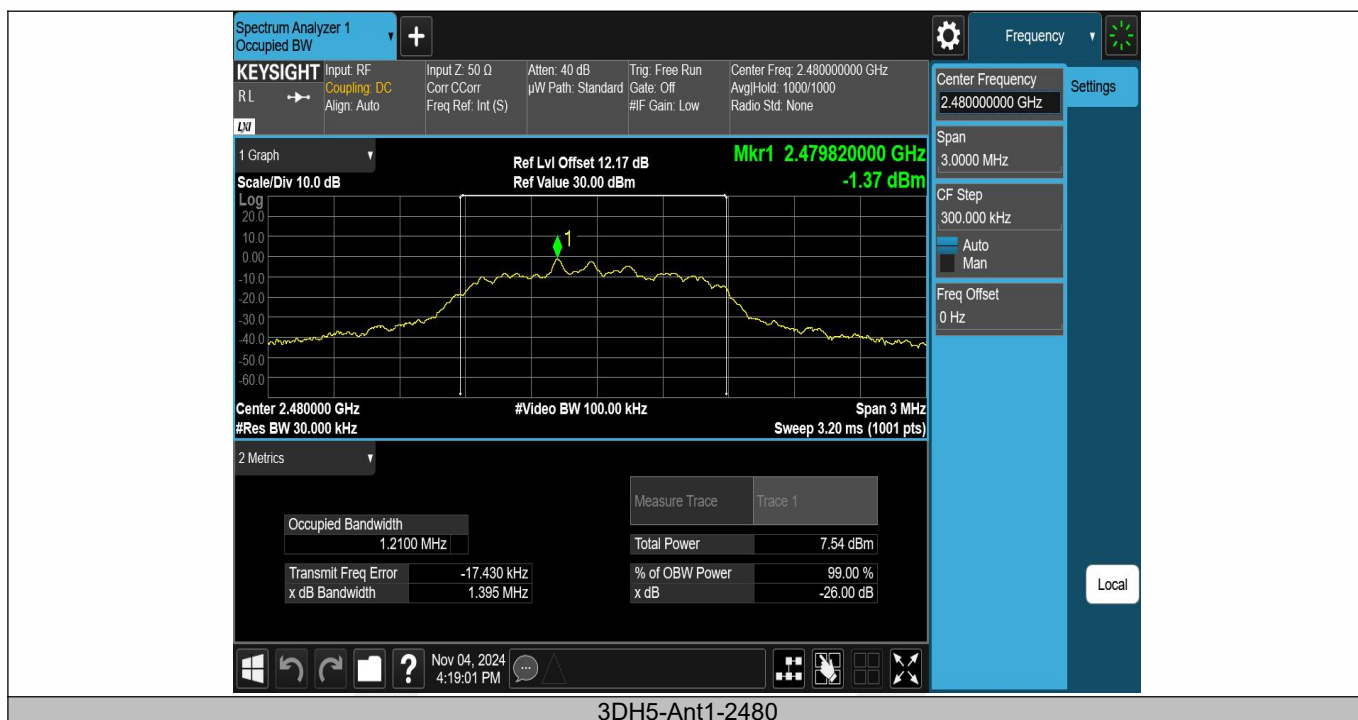 Spectrum Analyzer 1
Occupied BW
+
Frequency
KEYSIGHT
RL
LXI
Input: RF
Coupling: DC
Align: Auto
Input Z: 50 Ω
Corr CCorr
Freq Ref: Int (S)
Atten: 40 dB
µW Path: Standard
Trig: Free Run
Gate: Off
#IF Gain: Low
Center Freq: 2.480000000 GHz
Avg|Hold: 1000/1000
Radio Std: None
Center Frequency
2.480000000 GHz
Settings
Span
3.0000 MHz
CF Step
300.000 kHz
Auto
Man
Freq Offset
0 Hz
Local
1 Graph
Scale/Div 10.0 dB
Ref Lvl Offset 12.17 dB
Ref Value 30.00 dBm
Mkr1 2.479820000 GHz
-1.37 dBm
Log
20.0
10.0
0.00
-10.0
-20.0
-30.0
-40.0
-50.0
-60.0
1
Center 2.480000 GHz
#Video BW 100.00 kHz
Span 3 MHz
#Res BW 30.000 kHz
Sweep 3.20 ms (1001 pts)
2 Metrics
Measure Trace Trace 1
Occupied Bandwidth
1.2100 MHz
Total Power 7.54 dBm
Transmit Freq Error -17.430 kHz
% of OBW Power 99.00 %
x dB Bandwidth 1.395 MHz
x dB -26.00 dB
?
Nov 04, 2024
4:19:01 PM
3DH5-Ant1-2480